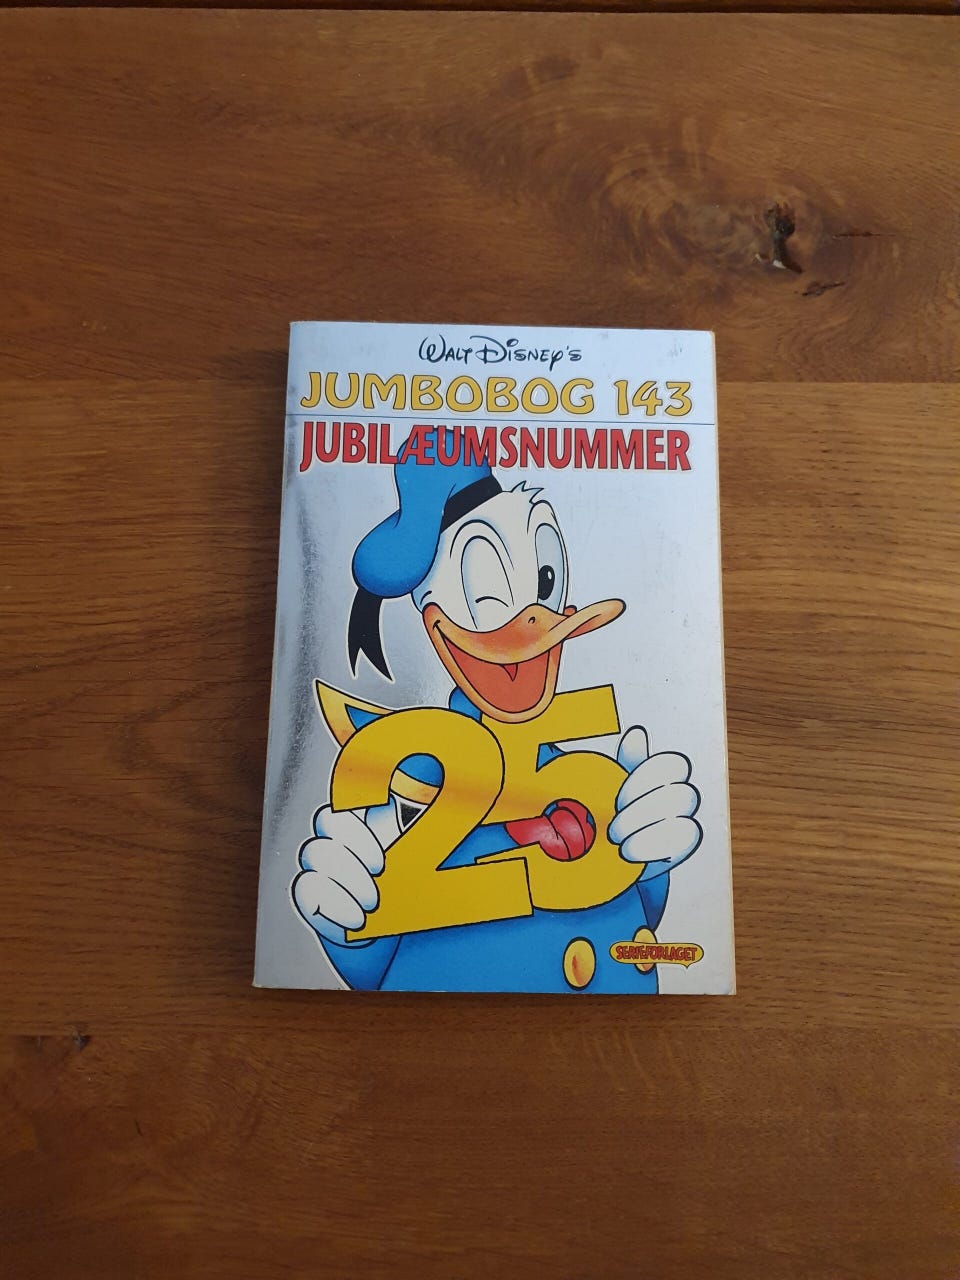 WALT DISNEY'S
JUMBOBOG 143
JUBILÆUMSNUMMER
25
SERIEFORLAGET